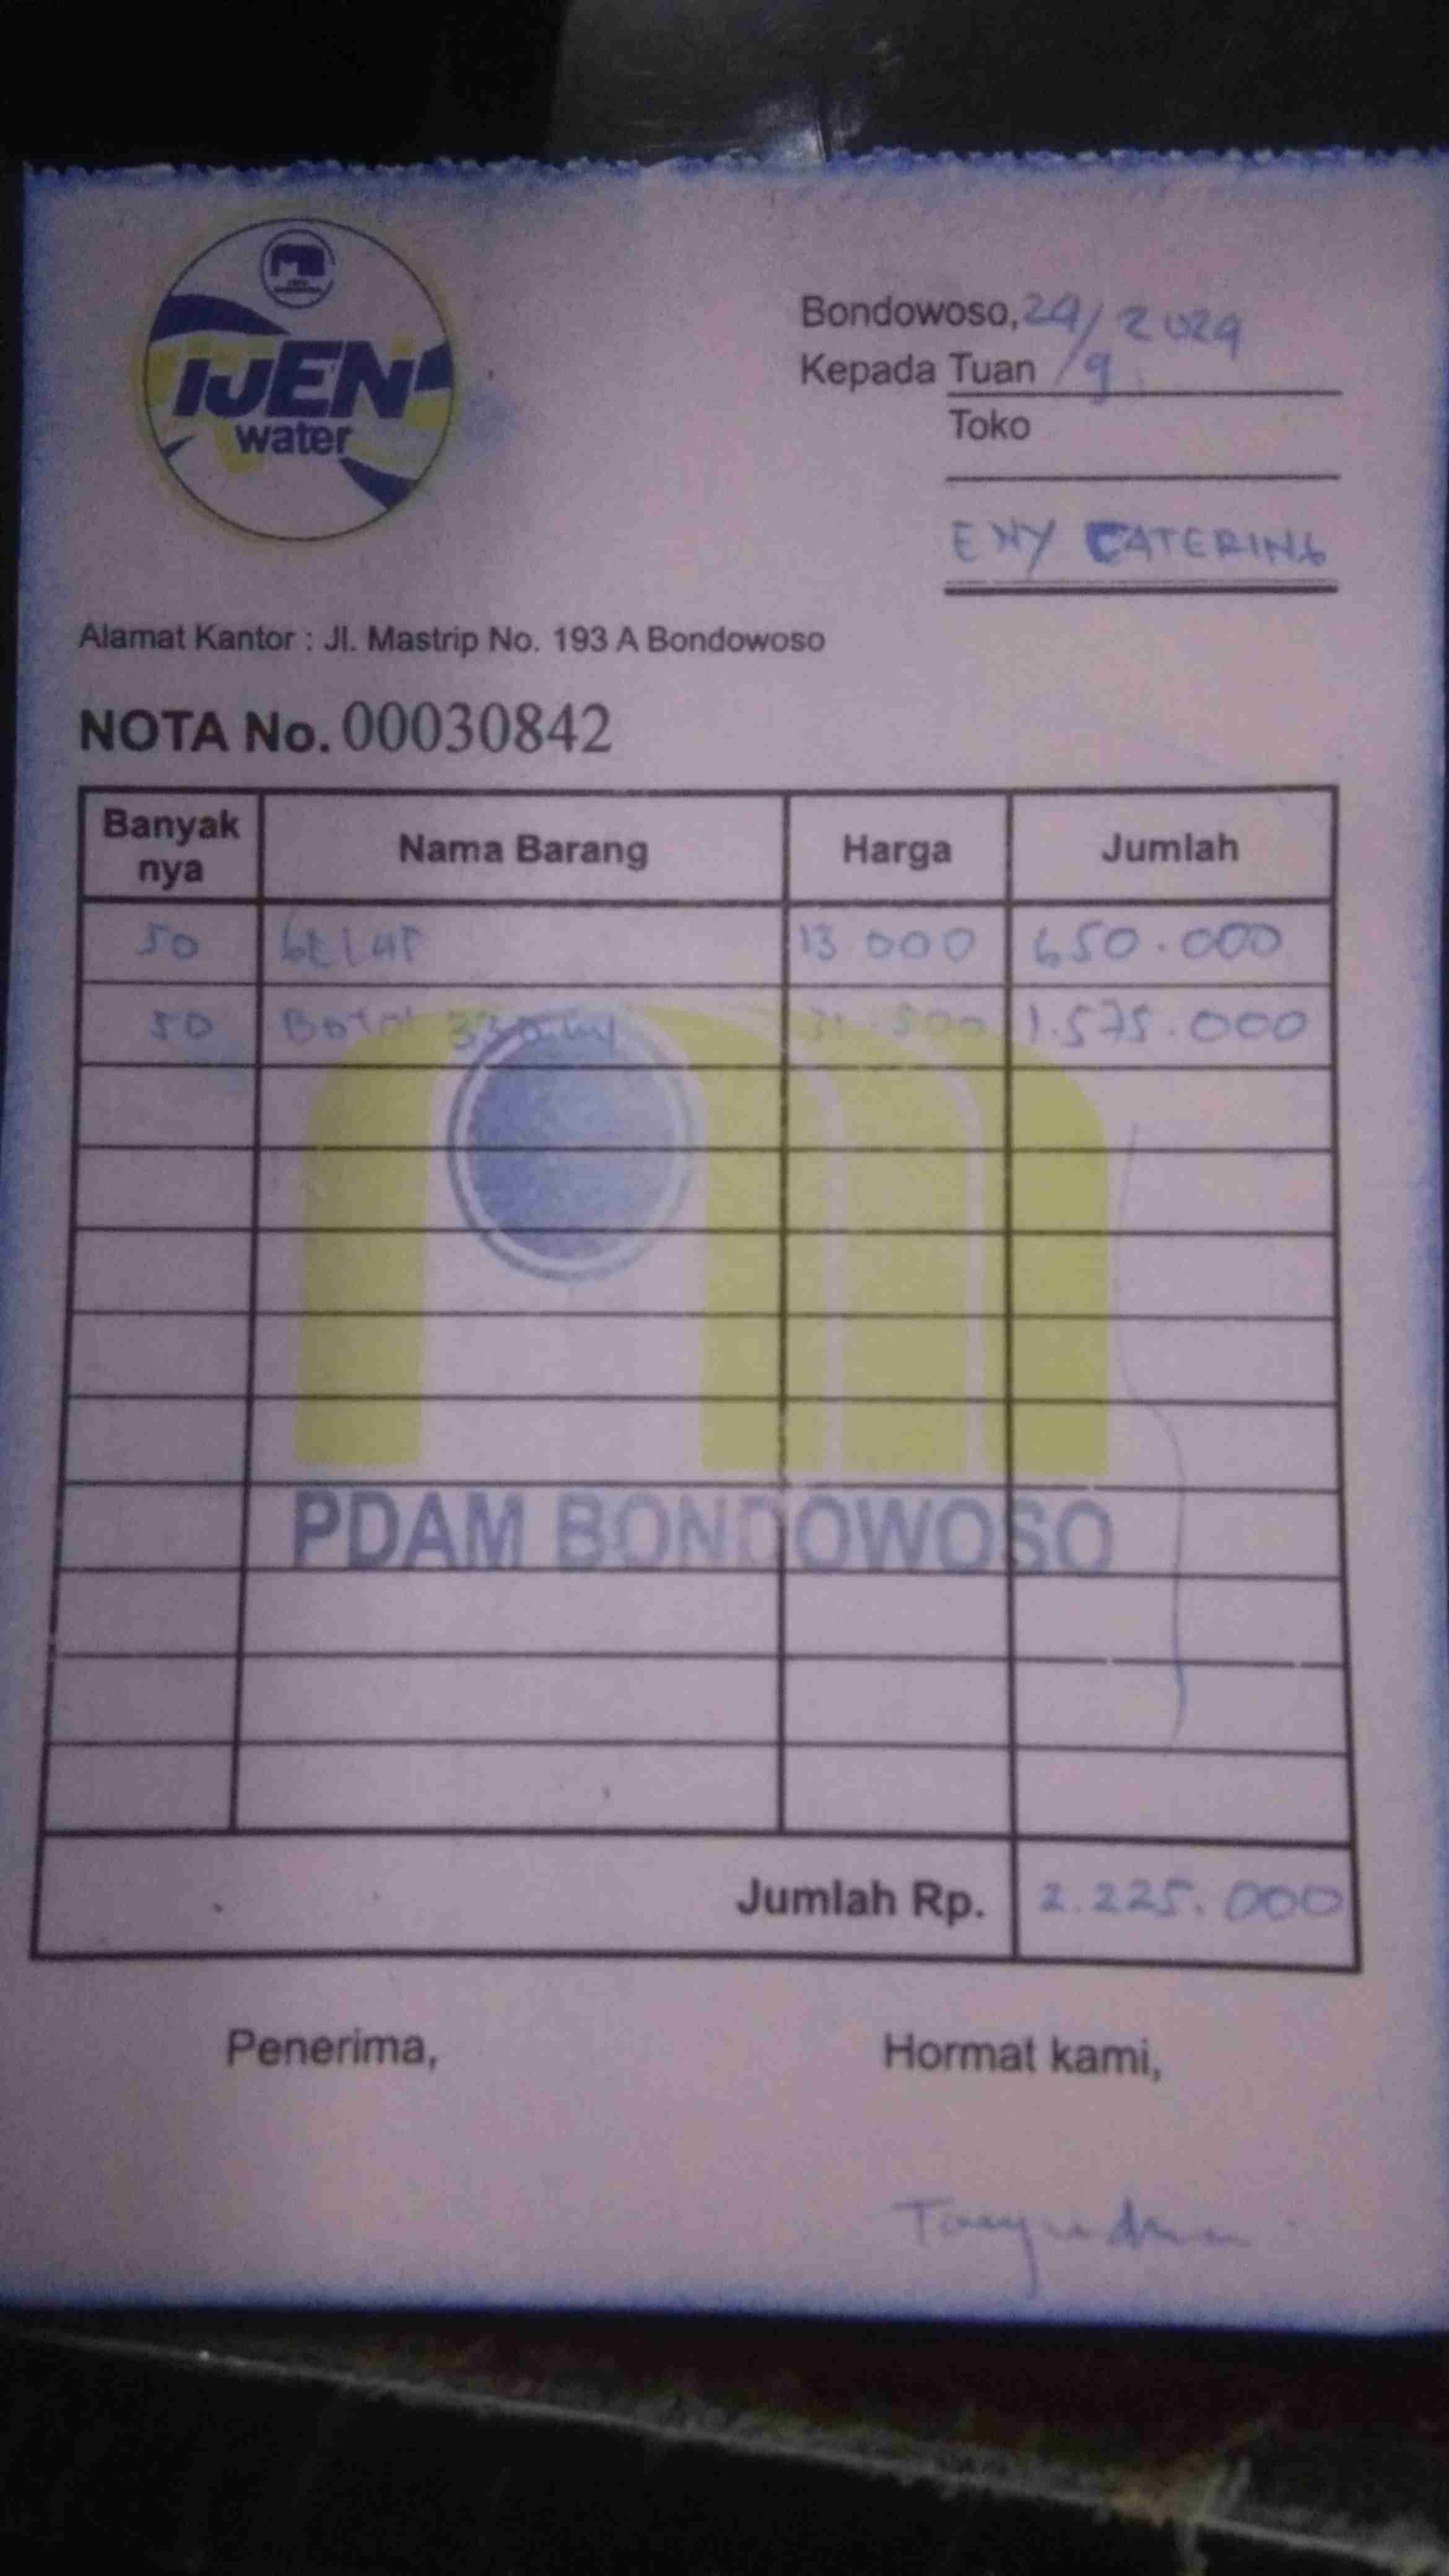 IJEN
water
Bondowoso, 24/9 2024
Kepada Tuan
Toko
ENY CATERING
Alamat Kantor : Jl. Mastrip No. 193 A Bondowoso
NOTA No. 00030842
Banyak nya Nama Barang Harga Jumlah
50 GELAS 13.000 650.000
50 Botol 330 ml 31.500 1.575.000
PDAM BONDOWOSO
Jumlah Rp. 2.225.000
Penerima, Hormat kami,